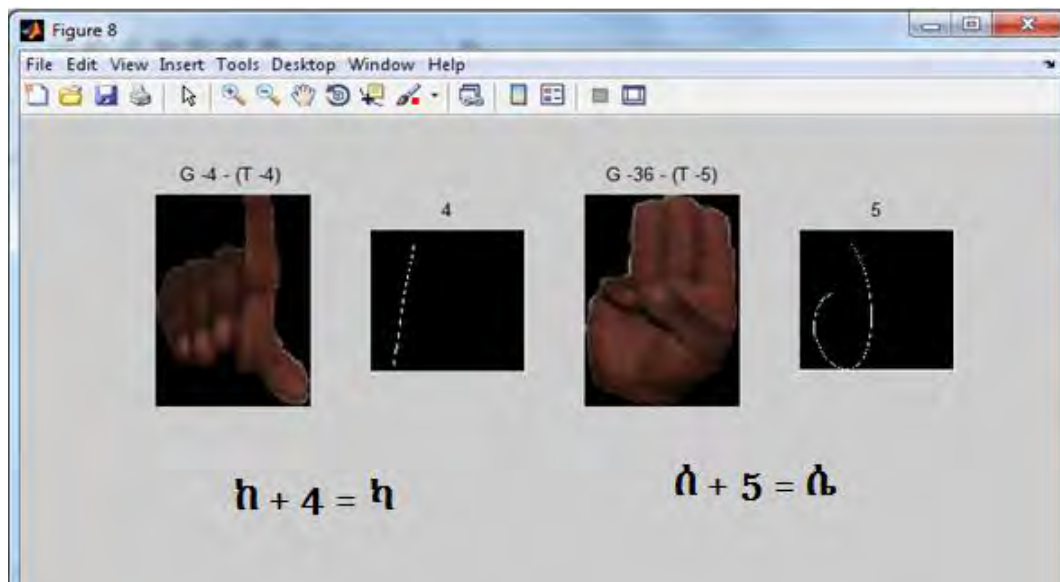 Figure 8
File Edit View Insert Tools Desktop Window Help
G -4 - (T -4)
4
G -36 - (T -5)
5
ከ + 4 = ካ
ሰ + 5 = ሴ